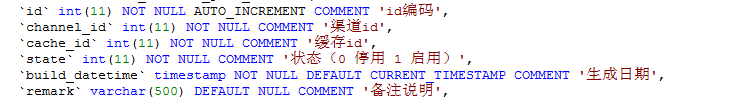 `id` int(11) NOT NULL AUTO_INCREMENT COMMENT 'id编码',
`channel_id` int(11) NOT NULL COMMENT '渠道id',
`cache_id` int(11) NOT NULL COMMENT '缓存id',
`state` int(11) NOT NULL COMMENT '状态（0 停用 1 启用）',
`build_datetime` timestamp NOT NULL DEFAULT CURRENT_TIMESTAMP COMMENT '生成日期',
`remark` varchar(500) DEFAULT NULL COMMENT '备注说明',